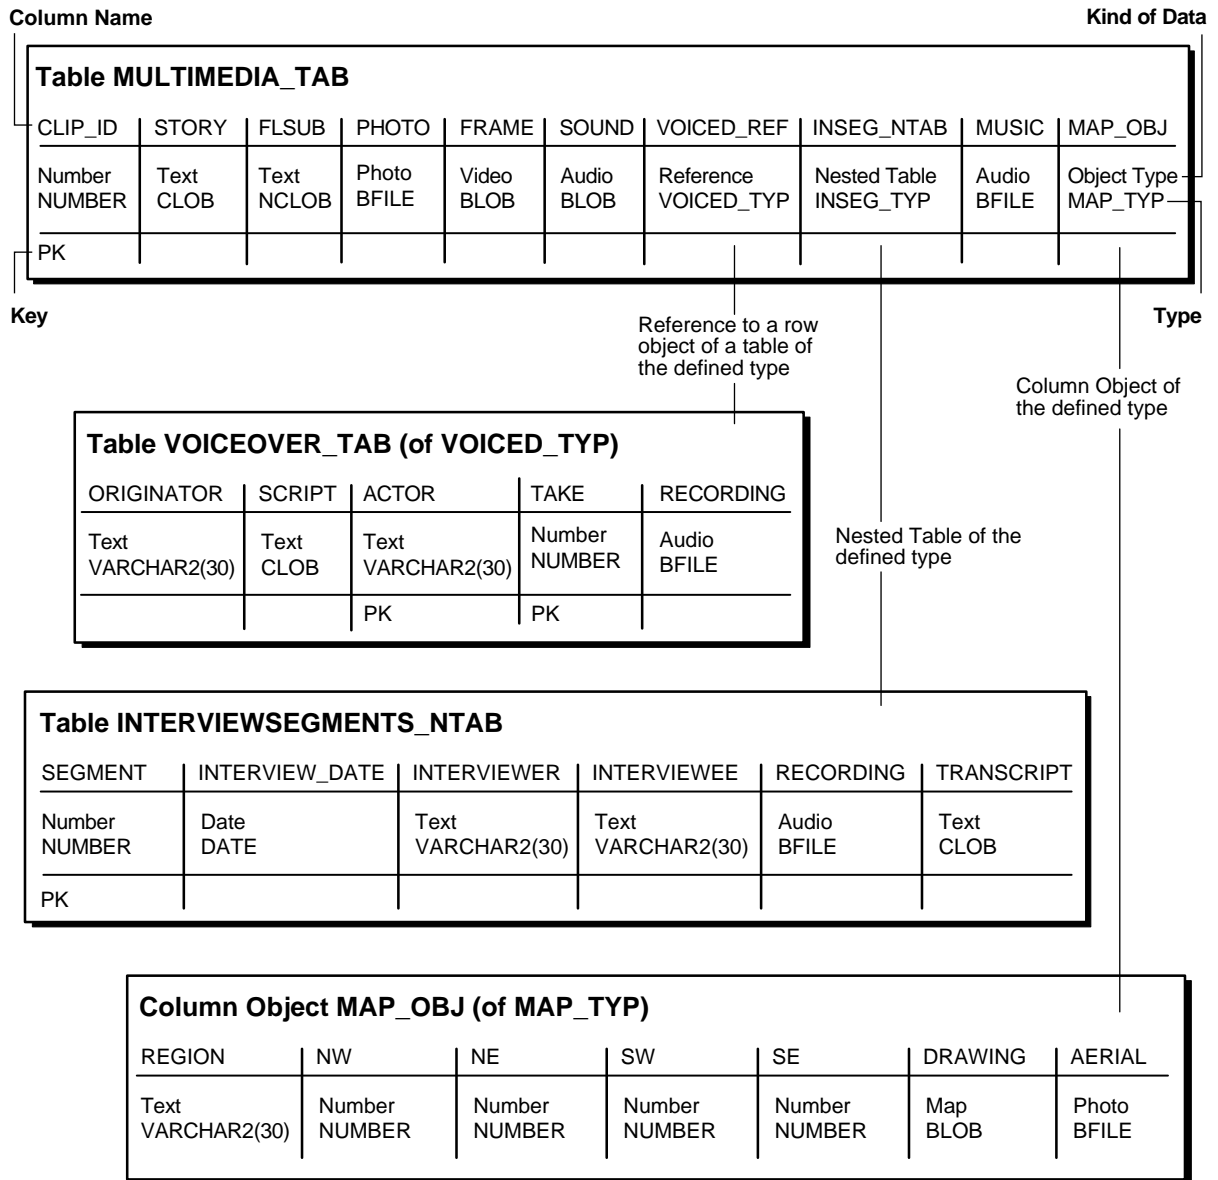 Column Name Kind of Data
Table MULTIMEDIA_TAB
CLIP_ID STORY FLSUB PHOTO FRAME SOUND VOICED_REF INSEG_NTAB MUSIC MAP_OBJ
Number Text Text Photo Video Audio Reference Nested Table Audio Object Type
NUMBER CLOB NCLOB BFILE BLOB BLOB VOICED_TYP INSEG_TYP BFILE MAP_TYP
PK
Key Type
Reference to a row
object of a table of
the defined type
Column Object of
the defined type
Table VOICEOVER_TAB (of VOICED_TYP)
ORIGINATOR SCRIPT ACTOR TAKE RECORDING
Text Text Text Number Audio
VARCHAR2(30) CLOB VARCHAR2(30) NUMBER BFILE
PK PK
Nested Table of the
defined type
Table INTERVIEWSEGMENTS_NTAB
SEGMENT INTERVIEW_DATE INTERVIEWER INTERVIEWEE RECORDING TRANSCRIPT
Number Date Text Text Audio Text
NUMBER DATE VARCHAR2(30) VARCHAR2(30) BFILE CLOB
PK
Column Object MAP_OBJ (of MAP_TYP)
REGION NW NE SW SE DRAWING AERIAL
Text Number Number Number Number Map Photo
VARCHAR2(30) NUMBER NUMBER NUMBER NUMBER BLOB BFILE